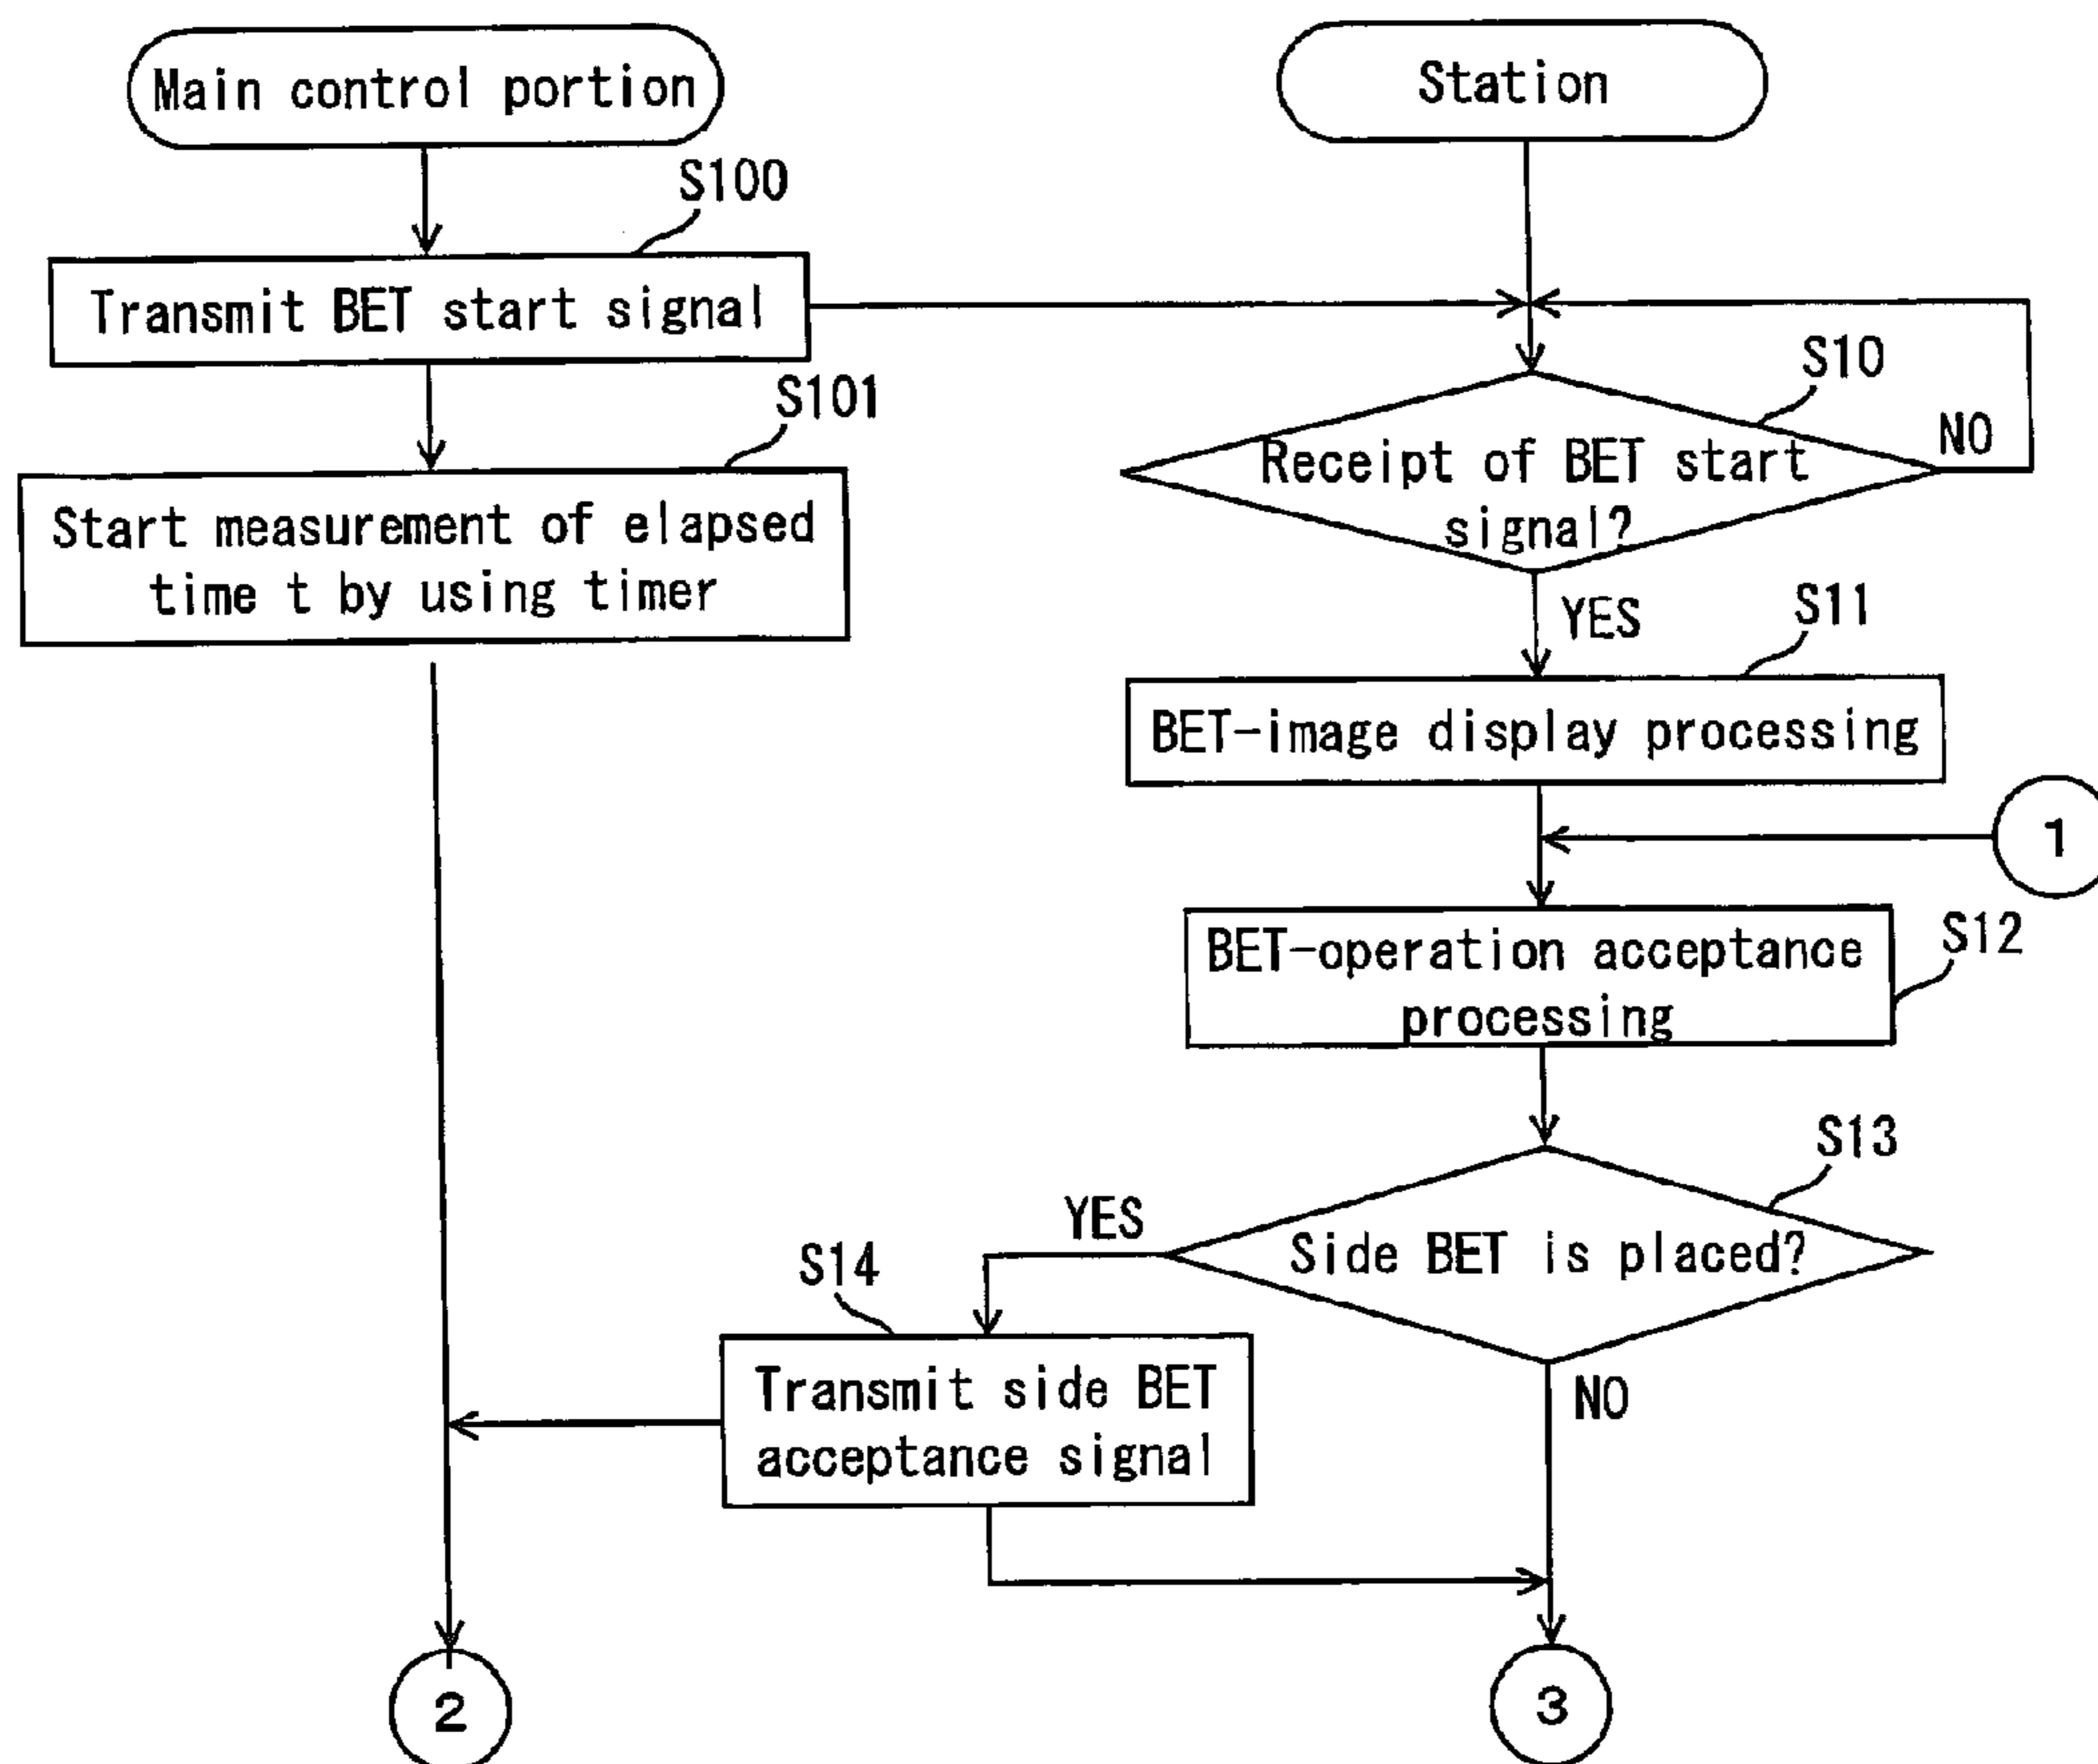 Main control portion
Station
S100
Transmit BET start signal
S101
Start measurement of elapsed
time t by using timer
S10
NO
Receipt of BET start
signal?
YES
S11
BET-image display processing
1
S12
BET-operation acceptance
processing
S13
YES
Side BET is placed?
S14
Transmit side BET
acceptance signal
NO
2
3